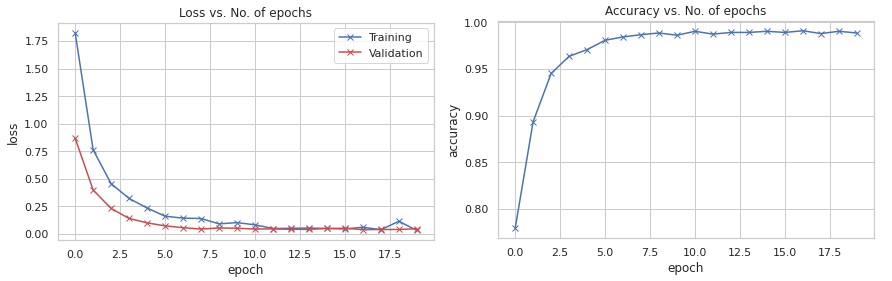 Loss vs. No. of epochs
Training
Validation
loss
1.75
1.50
1.25
1.00
0.75
0.50
0.25
0.00
0.0 2.5 5.0 7.5 10.0 12.5 15.0 17.5
epoch
Accuracy vs. No. of epochs
accuracy
1.00
0.95
0.90
0.85
0.80
0.0 2.5 5.0 7.5 10.0 12.5 15.0 17.5
epoch